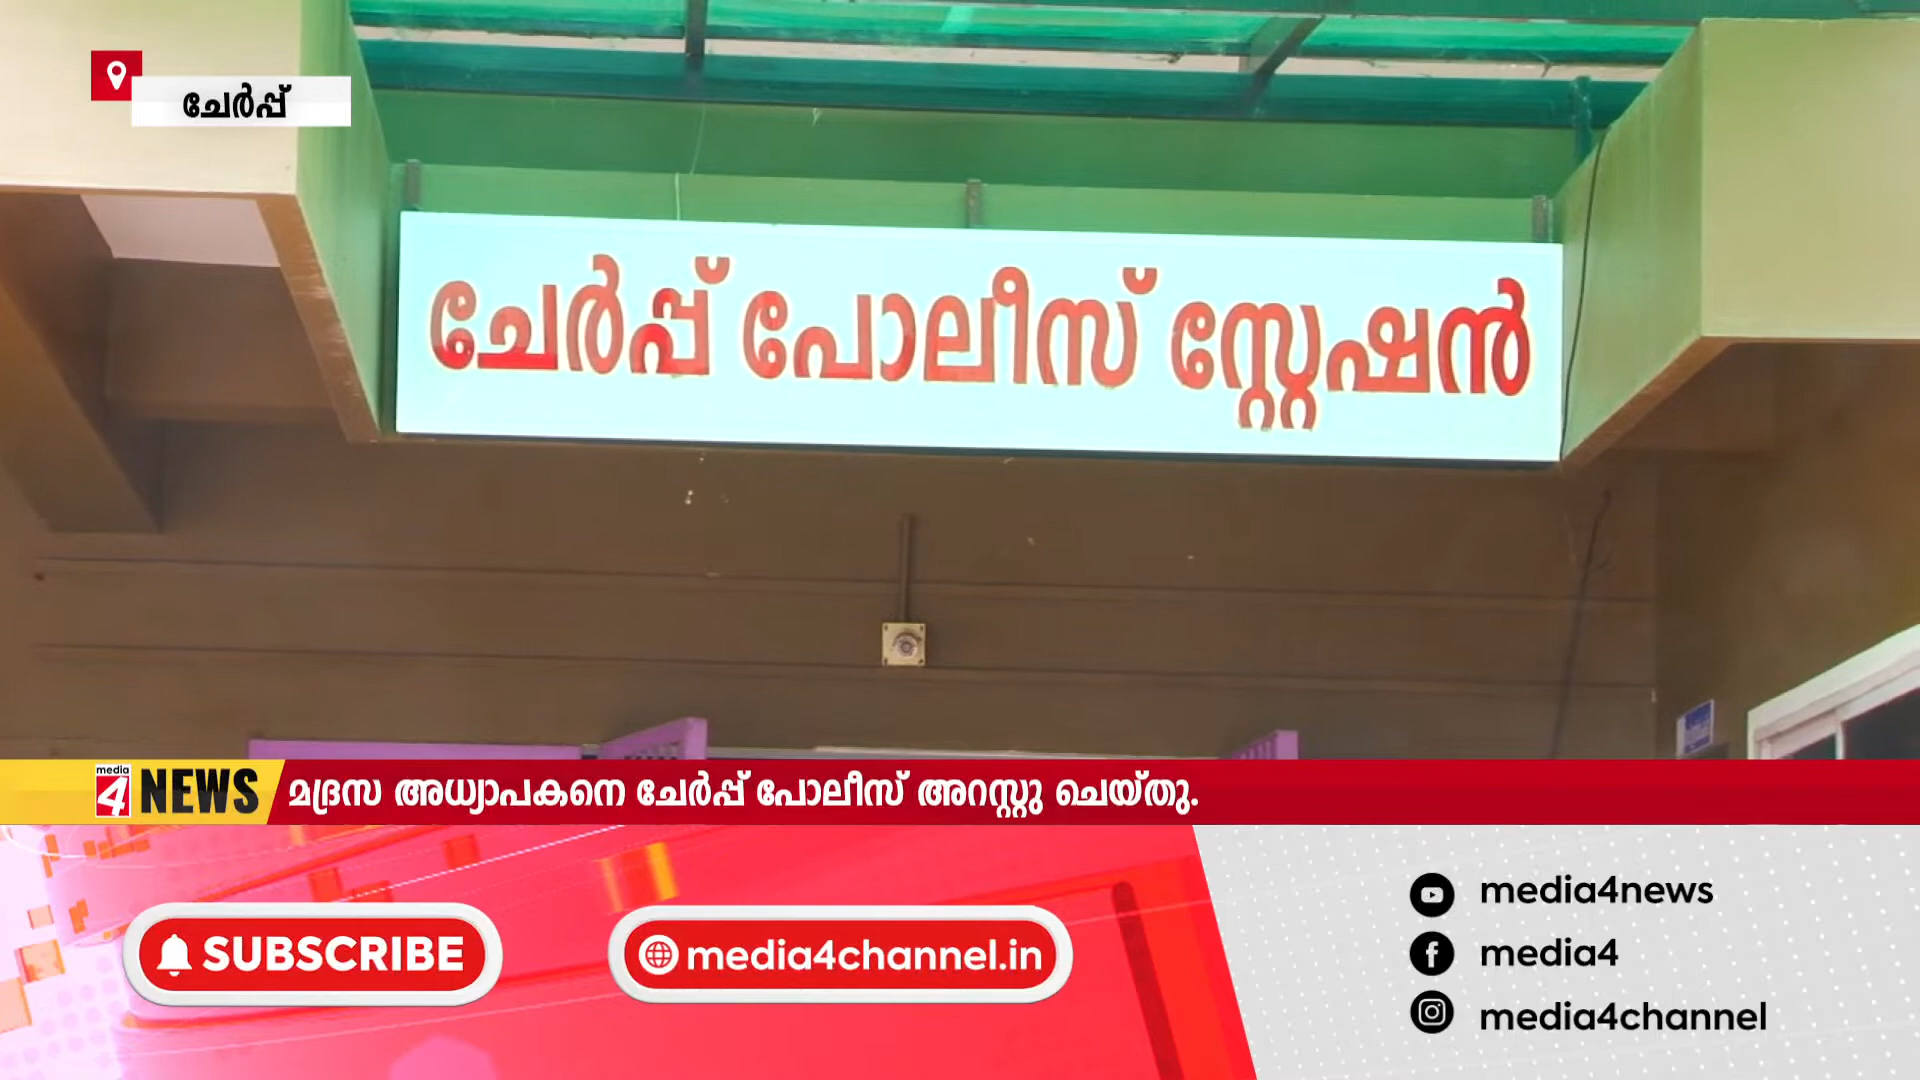 ചേർപ്പ്
ചേർപ്പ് പോലീസ് സ്റ്റേഷൻ
media
4 NEWS
മദ്രസ അധ്യാപകനെ ചേർപ്പ് പോലീസ് അറസ്റ്റു ചെയ്തു.
SUBSCRIBE
media4channel.in
media4news
media4
media4channel